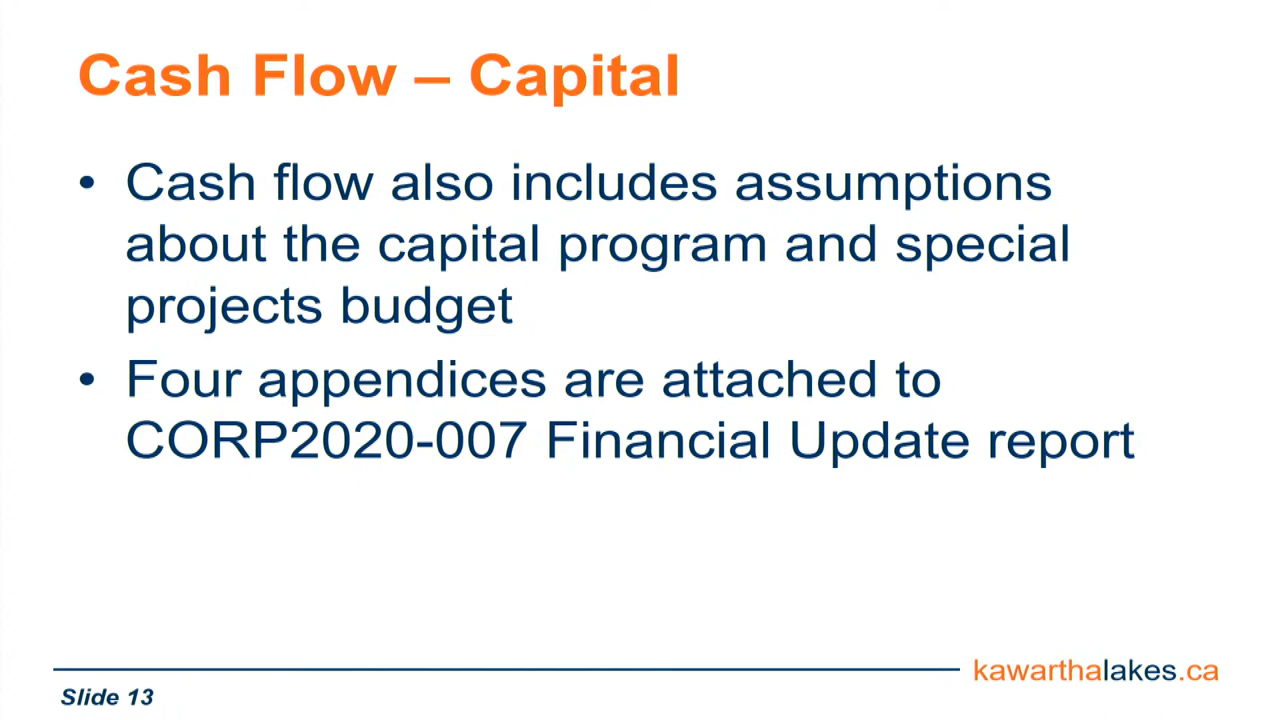 Cash Flow – Capital
• Cash flow also includes assumptions
about the capital program and special
projects budget
• Four appendices are attached to
CORP2020-007 Financial Update report
kawarthalakes.ca
Slide 13